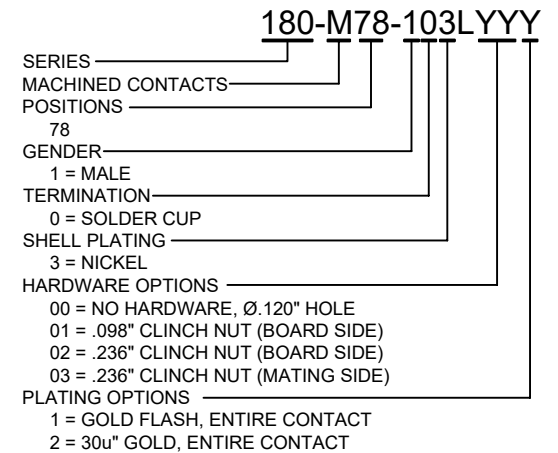 180-M78-103LYYY
SERIES
MACHINED CONTACTS
POSITIONS
78
GENDER
1 = MALE
TERMINATION
0 = SOLDER CUP
SHELL PLATING
3 = NICKEL
HARDWARE OPTIONS
00 = NO HARDWARE, Ø.120" HOLE
01 = .098" CLINCH NUT (BOARD SIDE)
02 = .236" CLINCH NUT (BOARD SIDE)
03 = .236" CLINCH NUT (MATING SIDE)
PLATING OPTIONS
1 = GOLD FLASH, ENTIRE CONTACT
2 = 30u" GOLD, ENTIRE CONTACT